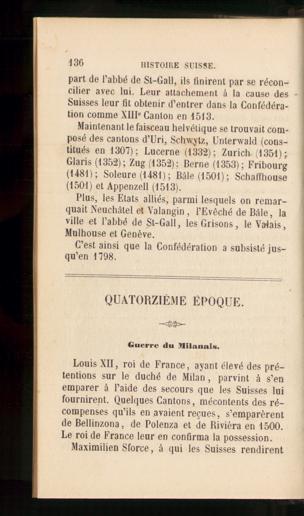 136 HISTOIRE SUISSE.
part de l'abbé de St-Gall, ils finirent par se récon-
cilier avec lui. Leur attachement à la cause des
Suisses leur fit obtenir d'entrer dans la Confédéra-
tion comme XIIIe Canton en 1513.
Maintenant le faisceau helvétique se trouvait com-
posé des cantons d'Uri, Schwytz, Unterwald (cons-
titués en 1307); Lucerne (1332); Zurich (1351);
Glaris (1352); Zug (1352); Berne (1353); Fribourg
(1481); Soleure (1481); Bâle (1501); Schaffhouse
(1501) et Appenzell (1513).
Plus, les Etats alliés, parmi lesquels on remar-
quait Neuchâtel et Valangin, l'Evêché de Bâle, la
ville et l'abbé de St-Gall, les Grisons, le Valais,
Mulhouse et Genève.
C'est ainsi que la Confédération a subsisté jus-
qu'en 1798.
QUATORZIÈME ÉPOQUE.
Guerre du Milanais.
Louis XII, roi de France, ayant élevé des pré-
tentions sur le duché de Milan, parvint à s'en
emparer à l'aide des secours que les Suisses lui
fournirent. Quelques Cantons, mécontents des ré-
compenses qu'ils en avaient reçues, s'emparèrent
de Bellinzona, de Polenza et de Riviéra en 1500.
Le roi de France leur en confirma la possession.
Maximilien Sforce, à qui les Suisses rendirent